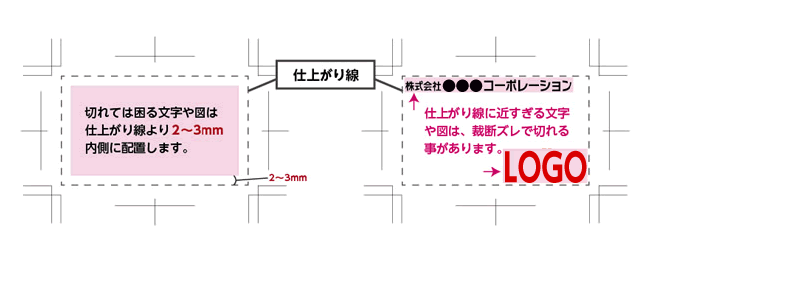 仕上がり線
切れては困る文字や図は
仕上がり線より2〜3mm
内側に配置します。
2〜3mm
株式会社●●●コーポレーション
仕上がり線に近すぎる文字
や図は、裁断ズレで切れる
事があります。
LOGO